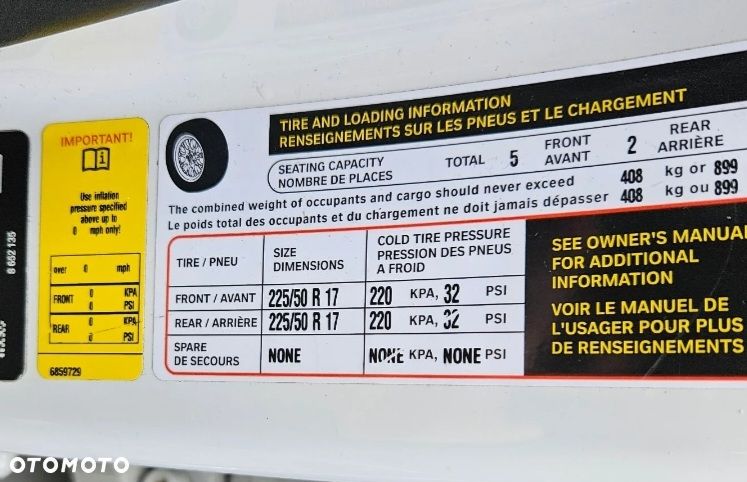 IMPORTANT!
Use inflation
pressure specified
above up to
0 mph only!
over 0 mph
FRONT 0 KPA
0 PSI
REAR 0 KPA
0 PSI
6859729
8 662 135
TIRE AND LOADING INFORMATION
RENSEIGNEMENTS SUR LES PNEUS ET LE CHARGEMENT
SEATING CAPACITY
NOMBRE DE PLACES
TOTAL 5 FRONT
AVANT 2 REAR
ARRIÈRE
The combined weight of occupants and cargo should never exceed 408 kg or 899
Le poids total des occupants et du chargement ne doit jamais dépasser 408 kg ou 899
TIRE / PNEU
SIZE
DIMENSIONS
COLD TIRE PRESSURE
PRESSION DES PNEUS
A FROID
FRONT / AVANT 225/50 R 17 220 KPA, 32 PSI
REAR / ARRIÈRE 225/50 R 17 220 KPA, 32 PSI
SPARE
DE SECOURS NONE NONE KPA, NONE PSI
SEE OWNER'S MANUAL
FOR ADDITIONAL
INFORMATION
VOIR LE MANUEL DE
L'USAGER POUR PLUS
DE RENSEIGNEMENTS
OTOMOTO